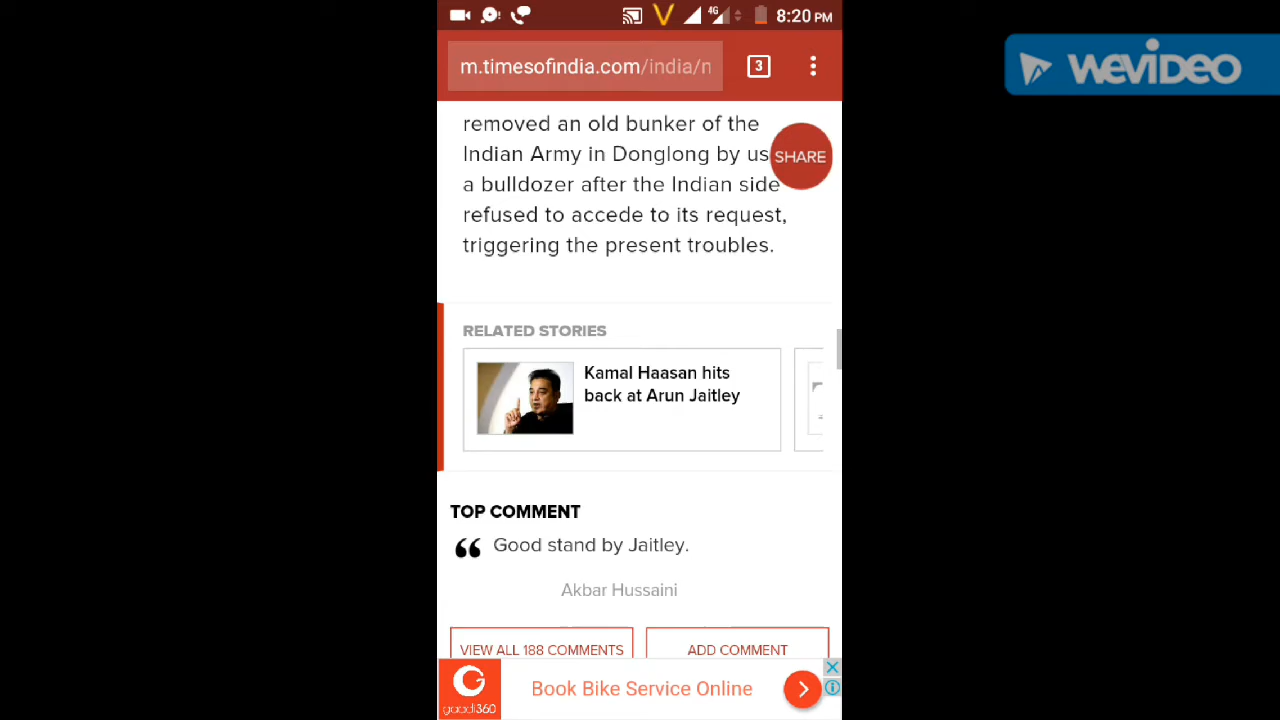 4G
8:20 PM
WEVIDEO
m.timesofindia.com/india/n
3
removed an old bunker of the
Indian Army in Donglong by us
SHARE
a bulldozer after the Indian side
refused to accede to its request,
triggering the present troubles.
RELATED STORIES
Kamal Haasan hits
back at Arun Jaitley
TOP COMMENT
“ Good stand by Jaitley.
Akbar Hussaini
VIEW ALL 188 COMMENTS
ADD COMMENT
Book Bike Service Online
gaadi360